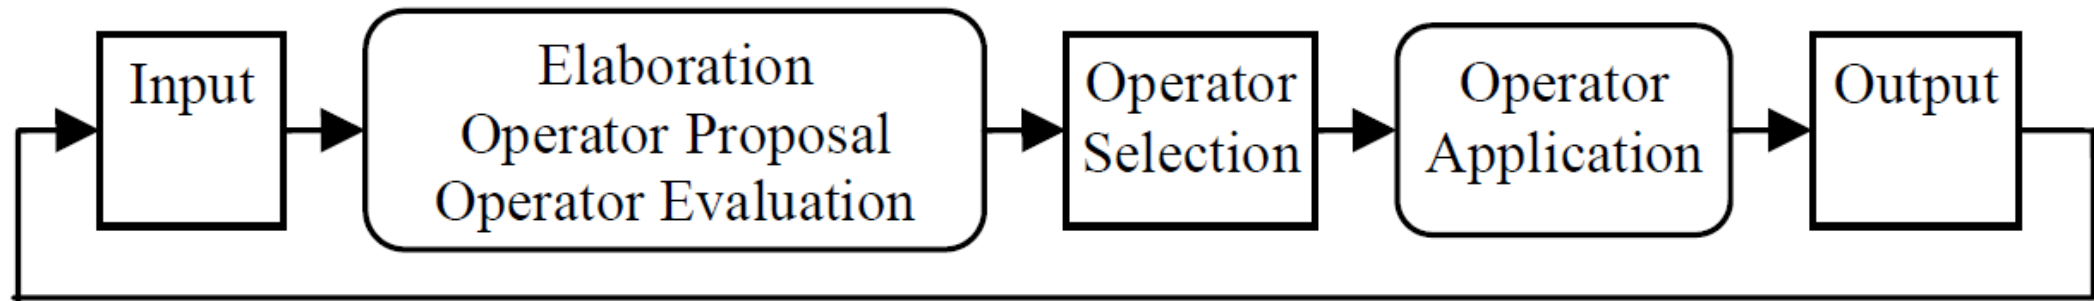 Input
Elaboration
Operator Proposal
Operator Evaluation
Operator
Selection
Operator
Application
Output